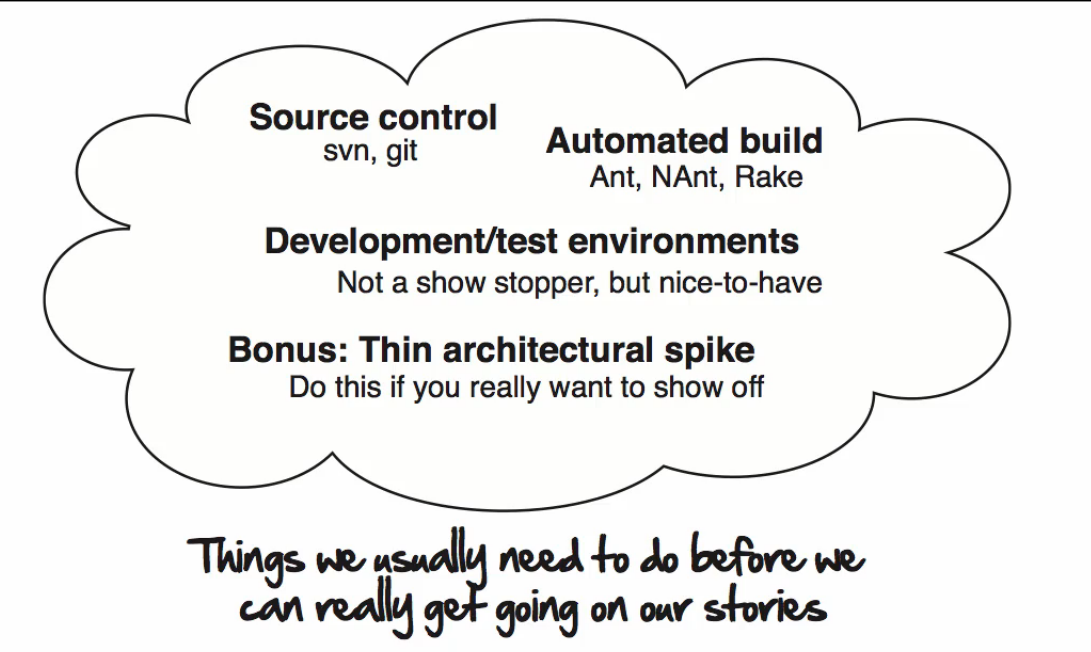 Source control
svn, git
Automated build
Ant, NAnt, Rake
Development/test environments
Not a show stopper, but nice-to-have
Bonus: Thin architectural spike
Do this if you really want to show off
Things we usually need to do before we
can really get going on our stories